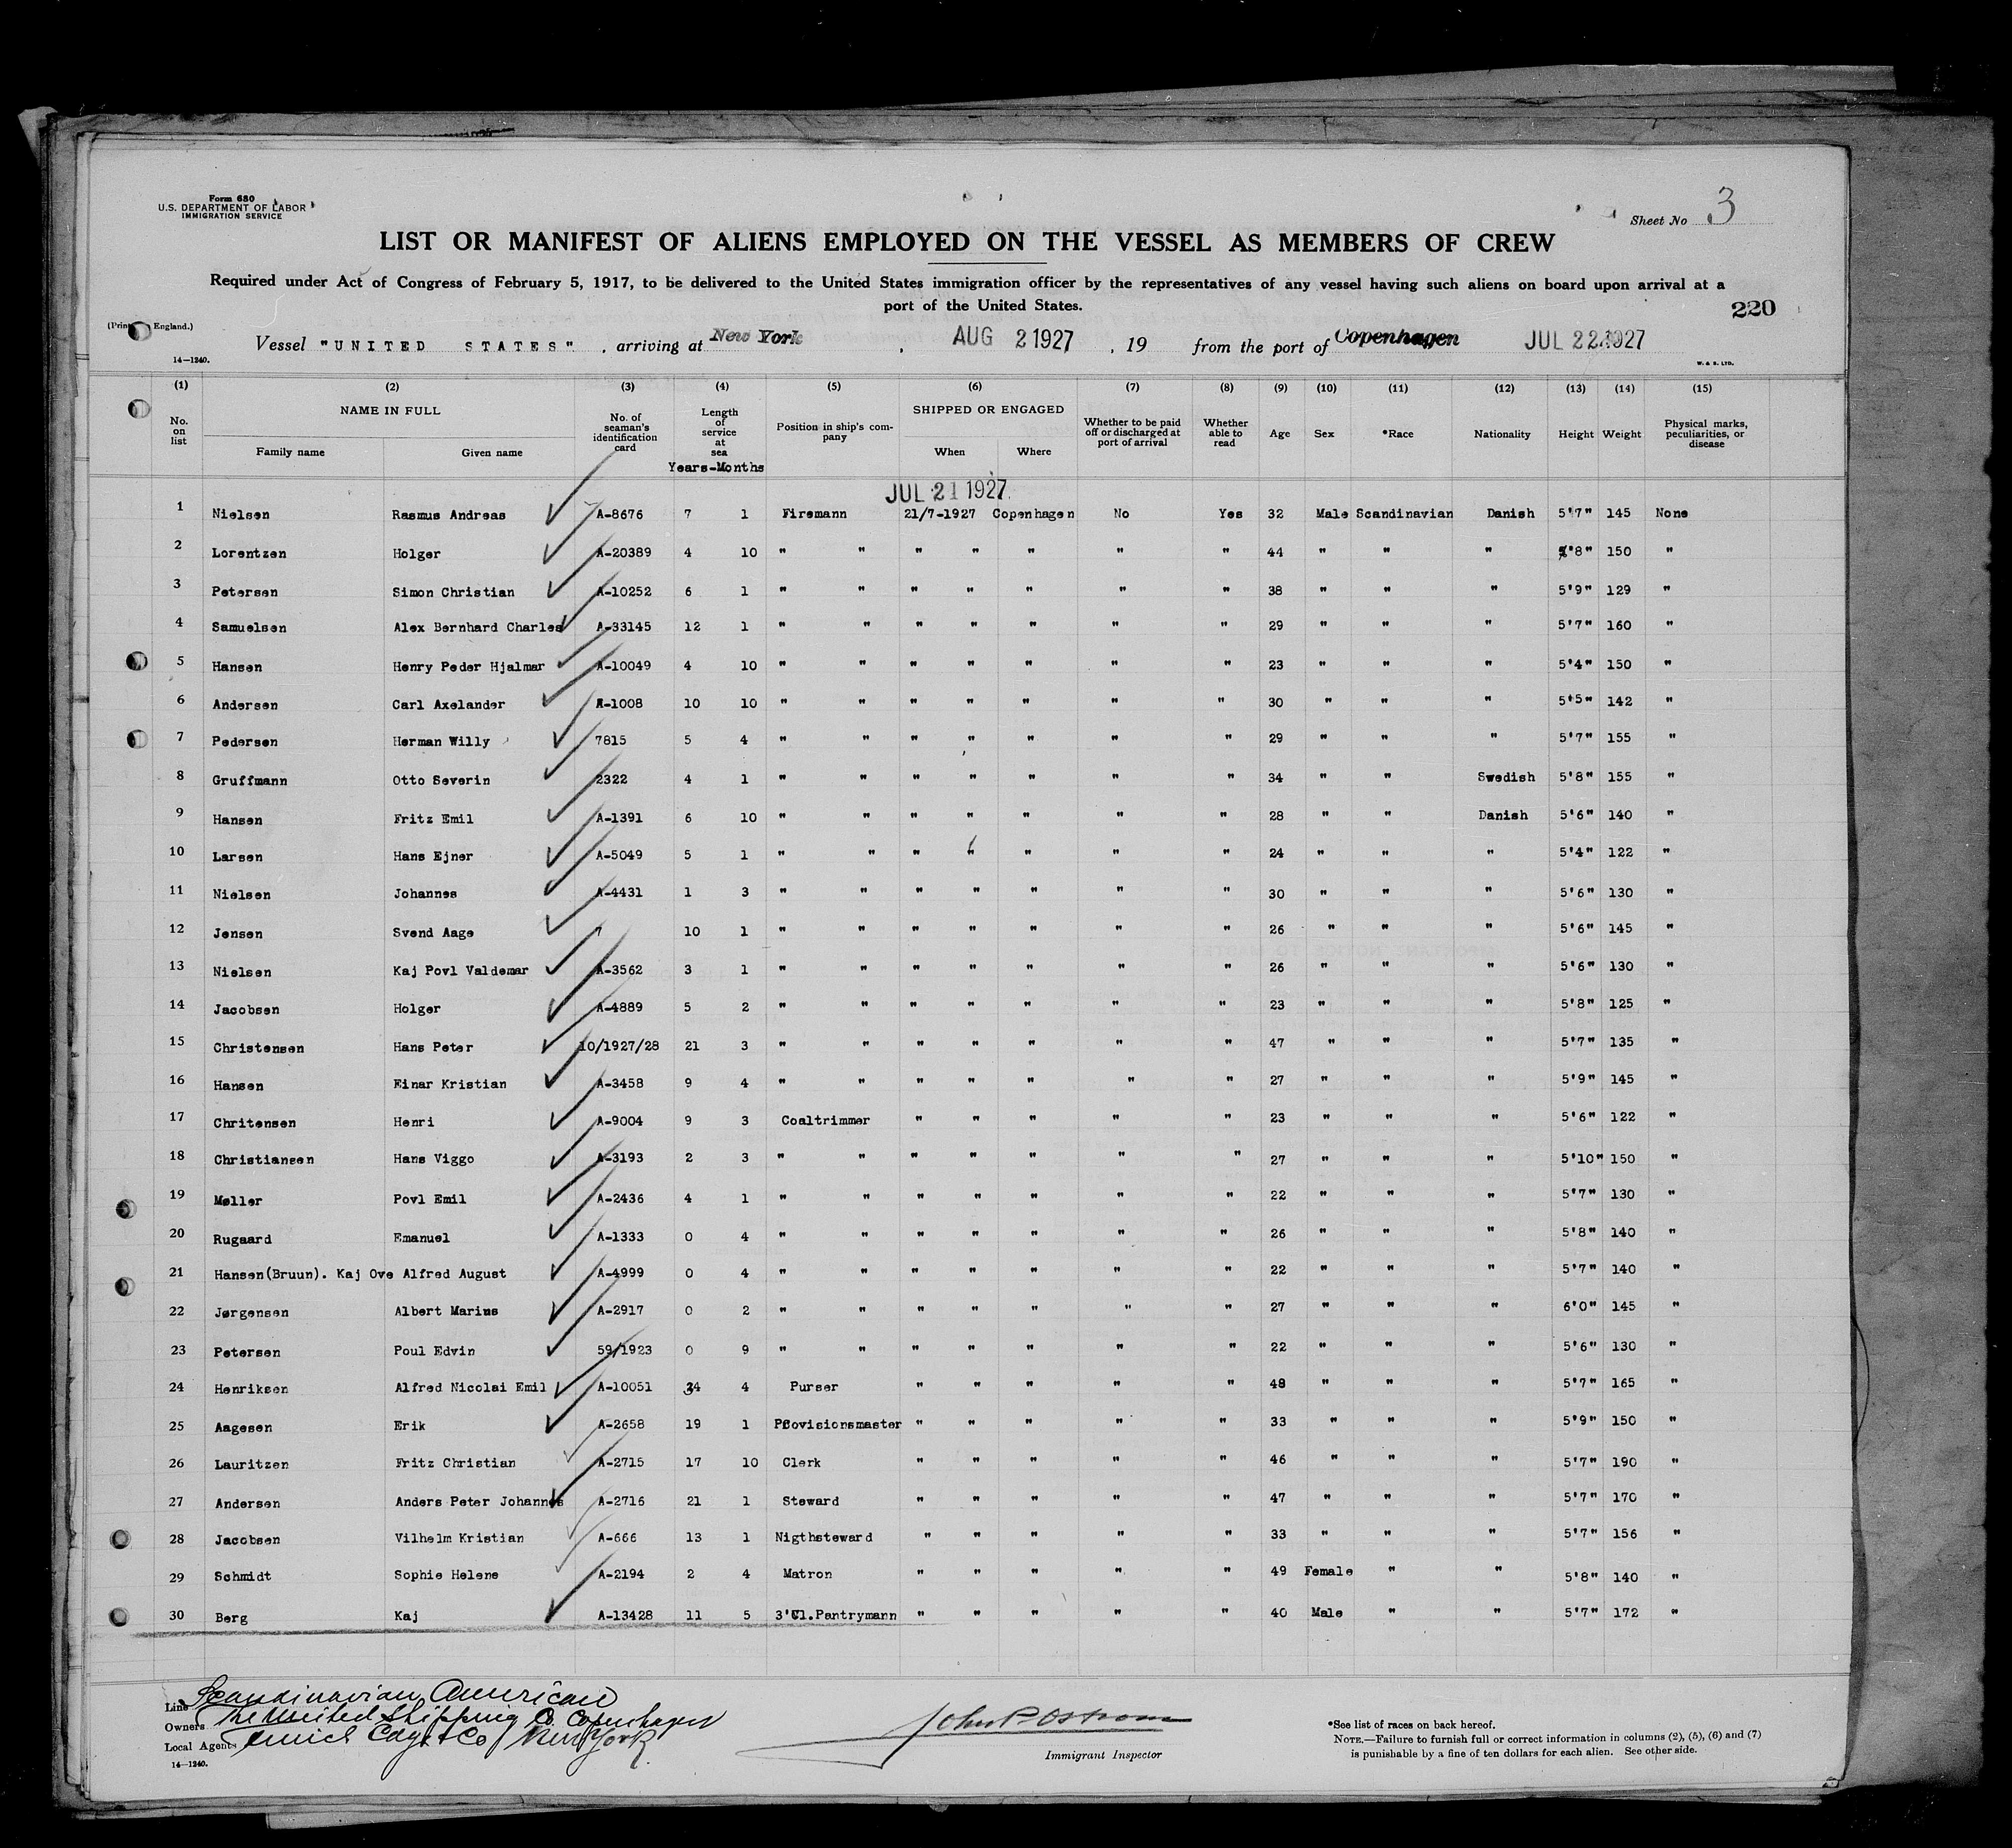 Form 680
U.S. DEPARTMENT OF LABOR
IMMIGRATION SERVICE
Sheet No 3
LIST OR MANIFEST OF ALIENS EMPLOYED ON THE VESSEL AS MEMBERS OF CREW
Required under Act of Congress of February 5, 1917, to be delivered to the United States immigration officer by the representatives of any vessel having such aliens on board upon arrival at a
port of the United States.
220
England.)
Vessel "UNITED STATES" , arriving at New York , AUG 2 1927 , 19 from the port of Copenhagen JUL 22 1927
14—1240. W. & S. LTD.
(1) (2) (3) (4) (5) (6) (7) (8) (9) (10) (11) (12) (13) (14) (15)
No. on list NAME IN FULL Family name Given name No. of seaman's identification card Length of service at sea Position in ship's company SHIPPED OR ENGAGED When Where Whether to be paid off or discharged at port of arrival Whether able to read Age Sex *Race Nationality Height Weight Physical marks, peculiarities, or disease
Years-Months
JUL 21 1927
1 Nielsen Rasmus Andreas A-8676 7 1 Firemann 21/7-1927 Copenhagen No Yes 32 Male Scandinavian Danish 5'7" 145 None
2 Lorentzen Holger A-20389 4 10 " " " " " " " 44 " " " 5'8" 150 "
3 Petersen Simon Christian A-10252 6 1 " " " " " " " 38 " " " 5'9" 129 "
4 Samuelsen Alex Bernhard Charles A-33145 12 1 " " " " " " " 29 " " " 5'7" 160 "
5 Hansen Henry Peder Hjalmar A-10049 4 10 " " " " " " " 23 " " " 5'4" 150 "
6 Andersen Carl Axelander A-1008 10 10 " " " " " " " 30 " " " 5'5" 142 "
7 Pedersen Herman Willy 7815 5 4 " " " " " " " 29 " " " 5'7" 155 "
8 Gruffmann Otto Severin 2322 4 1 " " " " " " " 34 " " Swedish 5'8" 155 "
9 Hansen Fritz Emil A-1391 6 10 " " " " " " " 28 " " Danish 5'6" 140 "
10 Larsen Hans Ejner A-5049 5 1 " " " " " " " 24 " " " 5'4" 122 "
11 Nielsen Johannes A-4431 1 3 " " " " " " " 30 " " " 5'6" 130 "
12 Jensen Svend Aage 10 1 " " " " " " " 26 " " " 5'6" 145 "
13 Nielsen Kaj Povl Valdemar A-3562 3 1 " " " " " " " 26 " " " 5'6" 130 "
14 Jacobsen Holger A-4889 5 2 " " " " " " " 23 " " " 5'8" 125 "
15 Christensen Hans Peter 10/1927/28 21 3 " " " " " " " 47 " " " 5'7" 135 "
16 Hansen Einar Kristian A-3458 9 4 " " " " " " " 27 " " " 5'9" 145 "
17 Chritensen Henri A-9004 9 3 Coaltrimmer " " " " " 23 " " " 5'6" 122 "
18 Christiansen Hans Viggo A-3193 2 3 " " " " " " " 27 " " " 5'10" 150 "
19 Møller Povl Emil A-2436 4 1 " " " " " " " 22 " " " 5'7" 130 "
20 Rugaard Emanuel A-1333 0 4 " " " " " " " 26 " " " 5'8" 140 "
21 Hansen(Bruun). Kaj Ove Alfred August A-4999 0 4 " " " " " " " 22 " " " 5'7" 140 "
22 Jørgensen Albert Marius A-2917 0 2 " " " " " " " 27 " " " 6'0" 145 "
23 Petersen Poul Edvin 59/1923 0 9 " " " " " " " 22 " " " 5'6" 130 "
24 Henriksen Alfred Nicolai Emil A-10051 34 4 Purser " " " " " 48 " " " 5'7" 165 "
25 Aagesen Erik A-2658 19 1 Provisionsmaster " " " " " 33 " " " 5'9" 150 "
26 Lauritzen Fritz Christian A-2715 17 10 Clerk " " " " " 46 " " " 5'7" 190 "
27 Andersen Anders Peter Johannes A-2716 21 1 Steward " " " " " 47 " " " 5'7" 170 "
28 Jacobsen Vilhelm Kristian A-666 13 1 Nigthsteward " " " " " 33 " " " 5'7" 156 "
29 Schmidt Sophie Helene A-2194 2 4 Matron " " " " " 49 Female " " 5'8" 140 "
30 Berg Kaj A-13428 11 5 3'Cl.Pantrymann " " " " " 40 Male " " 5'7" 172 "
Line Scandinavian American
Owners The United Shipping Co. Copenhagen
Local Agents & Co New York
14—1240.
John P Ostrom
Immigrant Inspector
*See list of races on back hereof.
NOTE.—Failure to furnish full or correct information in columns (2), (5), (6) and (7)
is punishable by a fine of ten dollars for each alien. See other side.